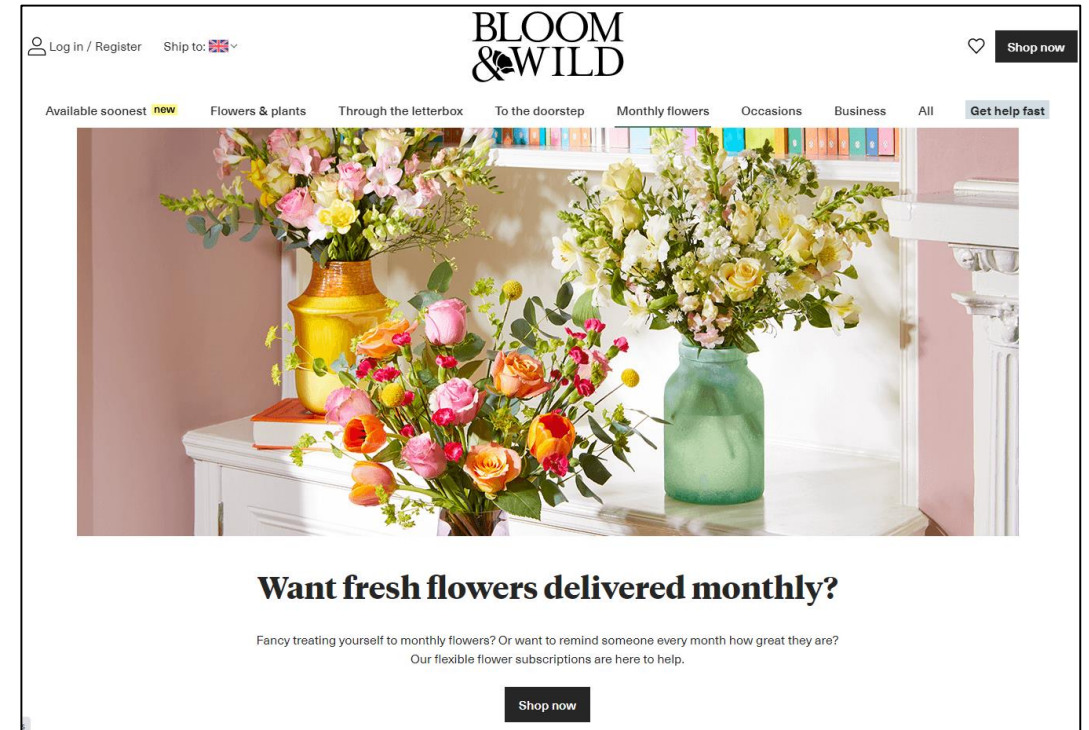 Log in / Register
Ship to:
BLOOM
&WILD
Shop now
Available soonest new
Flowers & plants
Through the letterbox
To the doorstep
Monthly flowers
Occasions
Business
All
Get help fast
Want fresh flowers delivered monthly?
Fancy treating yourself to monthly flowers? Or want to remind someone every month how great they are?
Our flexible flower subscriptions are here to help.
Shop now